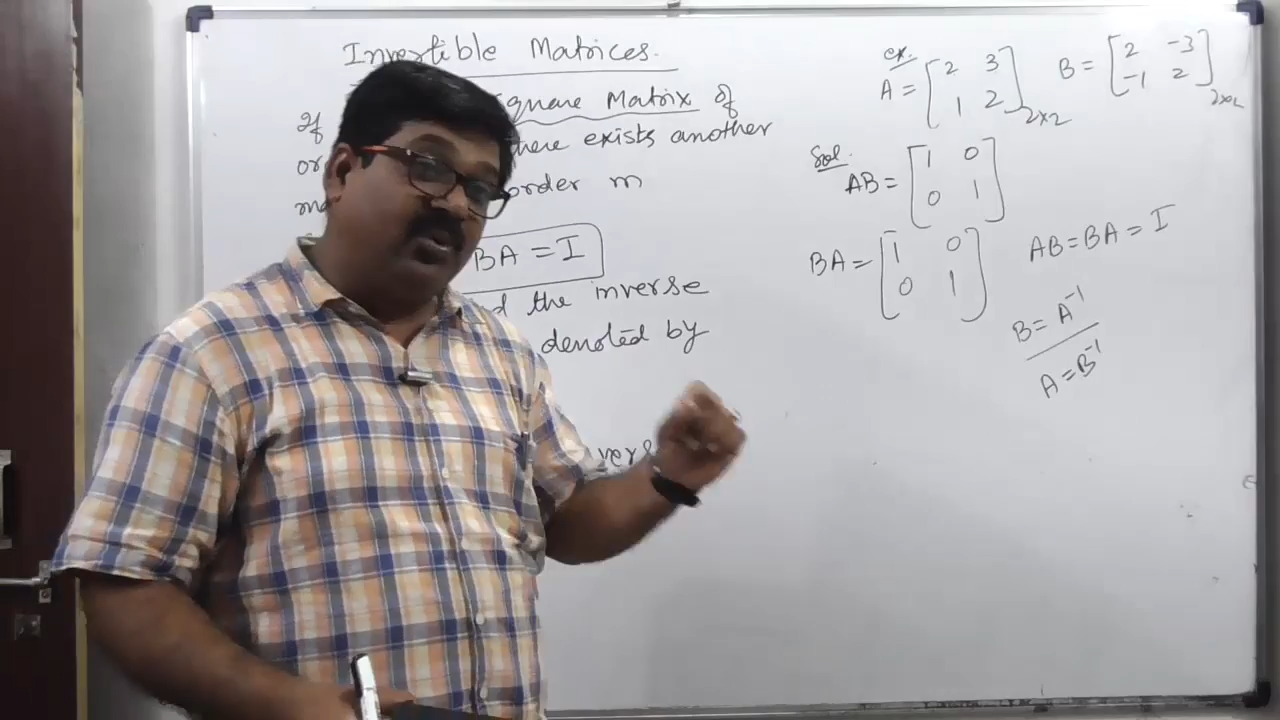 Invertible Matrices.
If square Matrix of
or here exists another
m order m
BA = I
d the inverse
denoted by
vers
ex.
A = [2 3
1 2] 2x2
B = [2 -3
-1 2] 2x2
Sol.
AB = [1 0
0 1]
BA = [1 0
0 1]
AB = BA = I
B = A⁻¹
A = B⁻¹